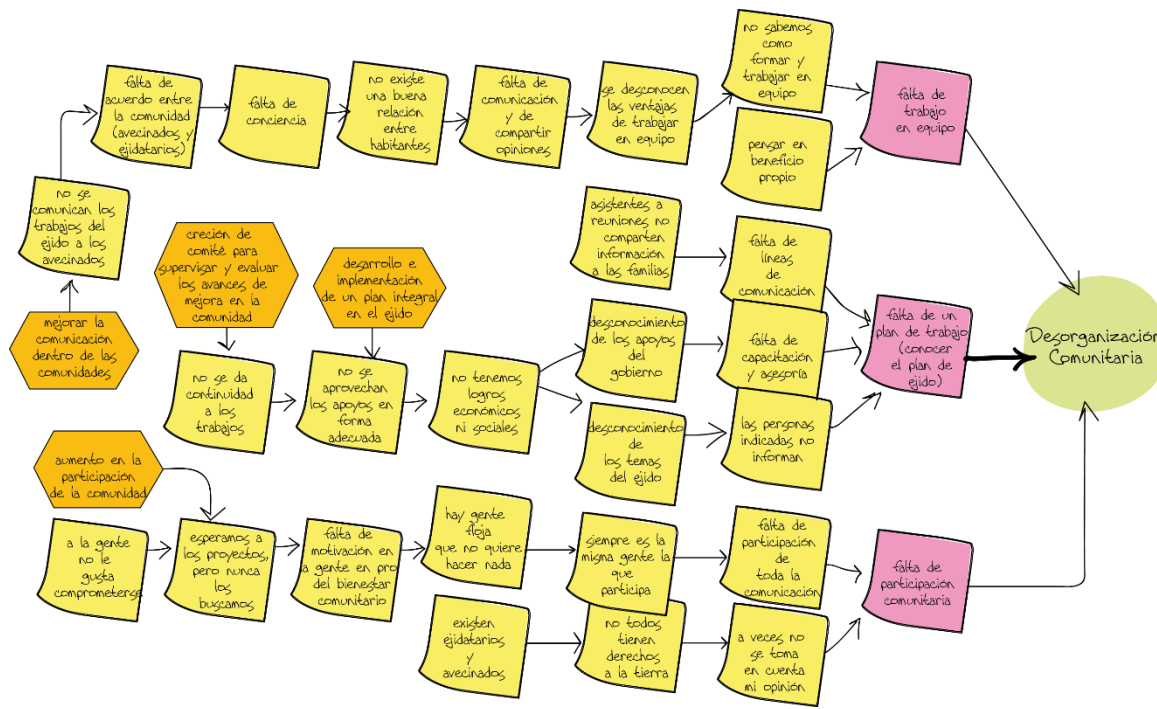 no sabemos
como
formar y
trabajar en
equipo
falta de
acuerdo entre
la comunidad
(avecinados y
ejidatarios)
falta de
conciencia
no existe
una buena
relación
entre
habitantes
falta de
comunicación
y de
compartir
opiniones
se desconocen
las ventajas
de trabajar
en equipo
falta
de trabajo
en equipo
pensar en
beneficio
propio
no se
comunican los
trabajos del
ejido a los
avecinados
mejorar la
comunicación
dentro de las
comunidades
creción de
comité para
supervisar y evaluar
los avances de
mejora en la
comunidad
desarrollo e
implementación
de un plan integral
en el ejido
asistentes a
reuniones no
comparten
información
a las familias
falta de
líneas de
comunicación
desconocimiento
de los apoyos
del
gobierno
falta de
capacitación
y asesoría
falta de un
plan de trabajo
(conocer
el plan de
ejido)
Desorganización
Comunitaria
no se da
continuidad
a los
trabajos
no se
aprovechan
los apoyos en
forma
adecuada
no tenemos
logros
económicos
ni sociales
desconocimiento
de
los temas
del ejido
las personas
indicadas no
informan
aumento en la
participación
de la comunidad
a la gente
no le
gusta
comprometerse
esperamos a
los proyectos,
pero nunca
los
buscamos
falta de
motivación en
a gente en pro
del bienestar
comunitario
hay gente
floja
que no quiere
hacer nada
siempre es la
misma gente la
que
participa
falta de
participación
de
toda la
comunicación
falta de
participación
comunitaria
existen
ejidatarios
y
avecinados
no todos
tienen
derechos
a la tierra
a veces no
se toma
en cuenta
mi opinión